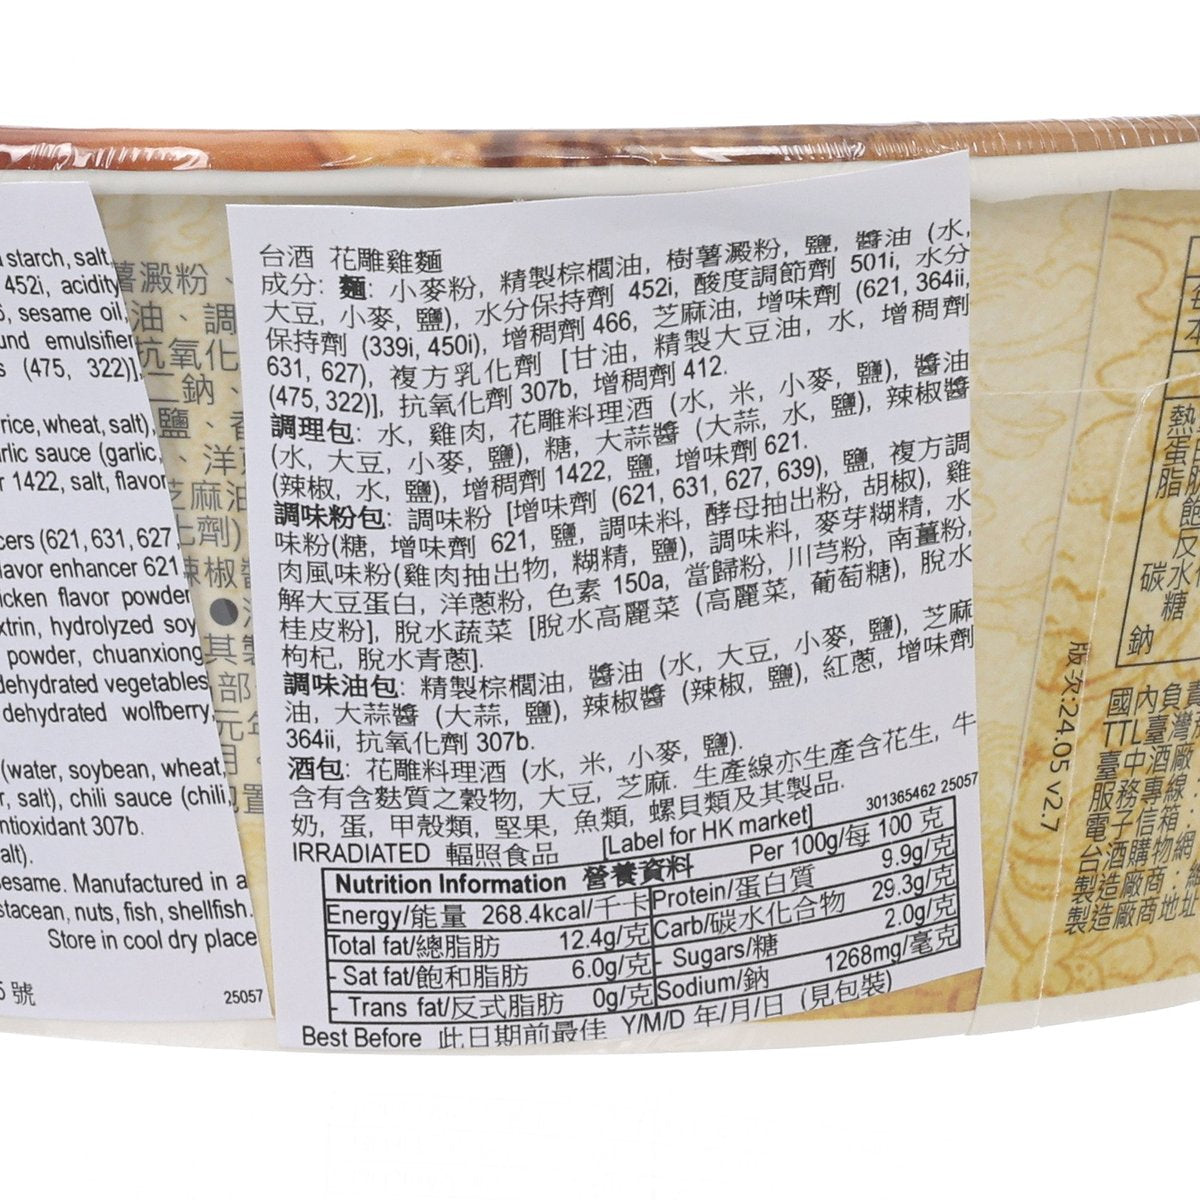 starch, salt,
452i, acidity
sesame oil,
und emulsifier
(475, 322)],
rice, wheat, salt),
rlic sauce (garlic,
1422, salt, flavor
cers (621, 631, 627,
lavor enhancer 621,
icken flavor powder
xtrin, hydrolyzed soy
powder, chuanxiong
dehydrated vegetables
dehydrated wolfberry,
(water, soybean, wheat,
salt), chili sauce (chili,
ntioxidant 307b.
alt).
esame. Manufactured in a
stacean, nuts, fish, shellfish.
Store in cool dry place
號
25057
薯澱粉、
油、調
抗氧化
二鈉、
鹽、香
、洋
芝麻油
化劑)
辣椒
其製
部
台酒 花雕雞麵
成分: 麵: 小麥粉, 精製棕櫚油, 樹薯澱粉, 鹽, 醬油 (水,
大豆, 小麥, 鹽), 水分保持劑 452i, 酸度調節劑 501i, 水分
保持劑 (339i, 450i), 增稠劑 466, 芝麻油, 增味劑 (621, 364ii,
631, 627), 複方乳化劑 [甘油, 精製大豆油, 水, 增稠劑
(475, 322)], 抗氧化劑 307b, 增稠劑 412.
調理包: 水, 雞肉, 花雕料理酒 (水, 米, 小麥, 鹽), 醬油
(水, 大豆, 小麥, 鹽), 糖, 大蒜醬 (大蒜, 水, 鹽), 辣椒醬
(辣椒, 水, 鹽), 增稠劑 1422, 鹽, 增味劑 621.
調味粉包: 調味粉 [增味劑 (621, 631, 627, 639), 鹽, 複方調
味粉(糖, 增味劑 621, 鹽, 調味料, 酵母抽出粉, 胡椒), 雞
肉風味粉(雞肉抽出物, 糊精, 鹽), 調味料, 麥芽糊精, 水
解大豆蛋白, 洋蔥粉, 色素 150a, 當歸粉, 川芎粉, 南薑粉,
桂皮粉], 脫水蔬菜 [脫水高麗菜 (高麗菜, 葡萄糖), 脫水
枸杞, 脫水青蔥].
調味油包: 精製棕櫚油, 醬油 (水, 大豆, 小麥, 鹽), 芝麻
油, 大蒜醬 (大蒜, 鹽), 辣椒醬 (辣椒, 鹽), 紅蔥, 增味劑
364ii, 抗氧化劑 307b.
酒包: 花雕料理酒 (水, 米, 小麥, 鹽).
含有含麩質之穀物, 大豆, 芝麻. 生產線亦生產含花生, 牛
奶, 蛋, 甲殼類, 堅果, 魚類, 螺貝類及其製品.
301365462 25057
IRRADIATED 輻照食品 [Label for HK market]
Nutrition Information 營養資料 Per 100g/每 100 克
Energy/能量 268.4kcal/千卡 Protein/蛋白質 9.9g/克
Total fat/總脂肪 12.4g/克 Carb/碳水化合物 29.3g/克
- Sat fat/飽和脂肪 6.0g/克 - Sugars/糖 2.0g/克
- Trans fat/反式脂肪 0g/克 Sodium/鈉 1268mg/毫克
Best Before 此日期前最佳 Y/M/D 年/月/日 (見包裝)
版次:24.05 v2.7
熱
蛋白
脂肪
飽
反
碳水
糖
鈉
國內負責
TTL臺灣
臺中酒廠
服務專線:
電子信箱:
台酒購物網
製造廠商:
製造廠商地址